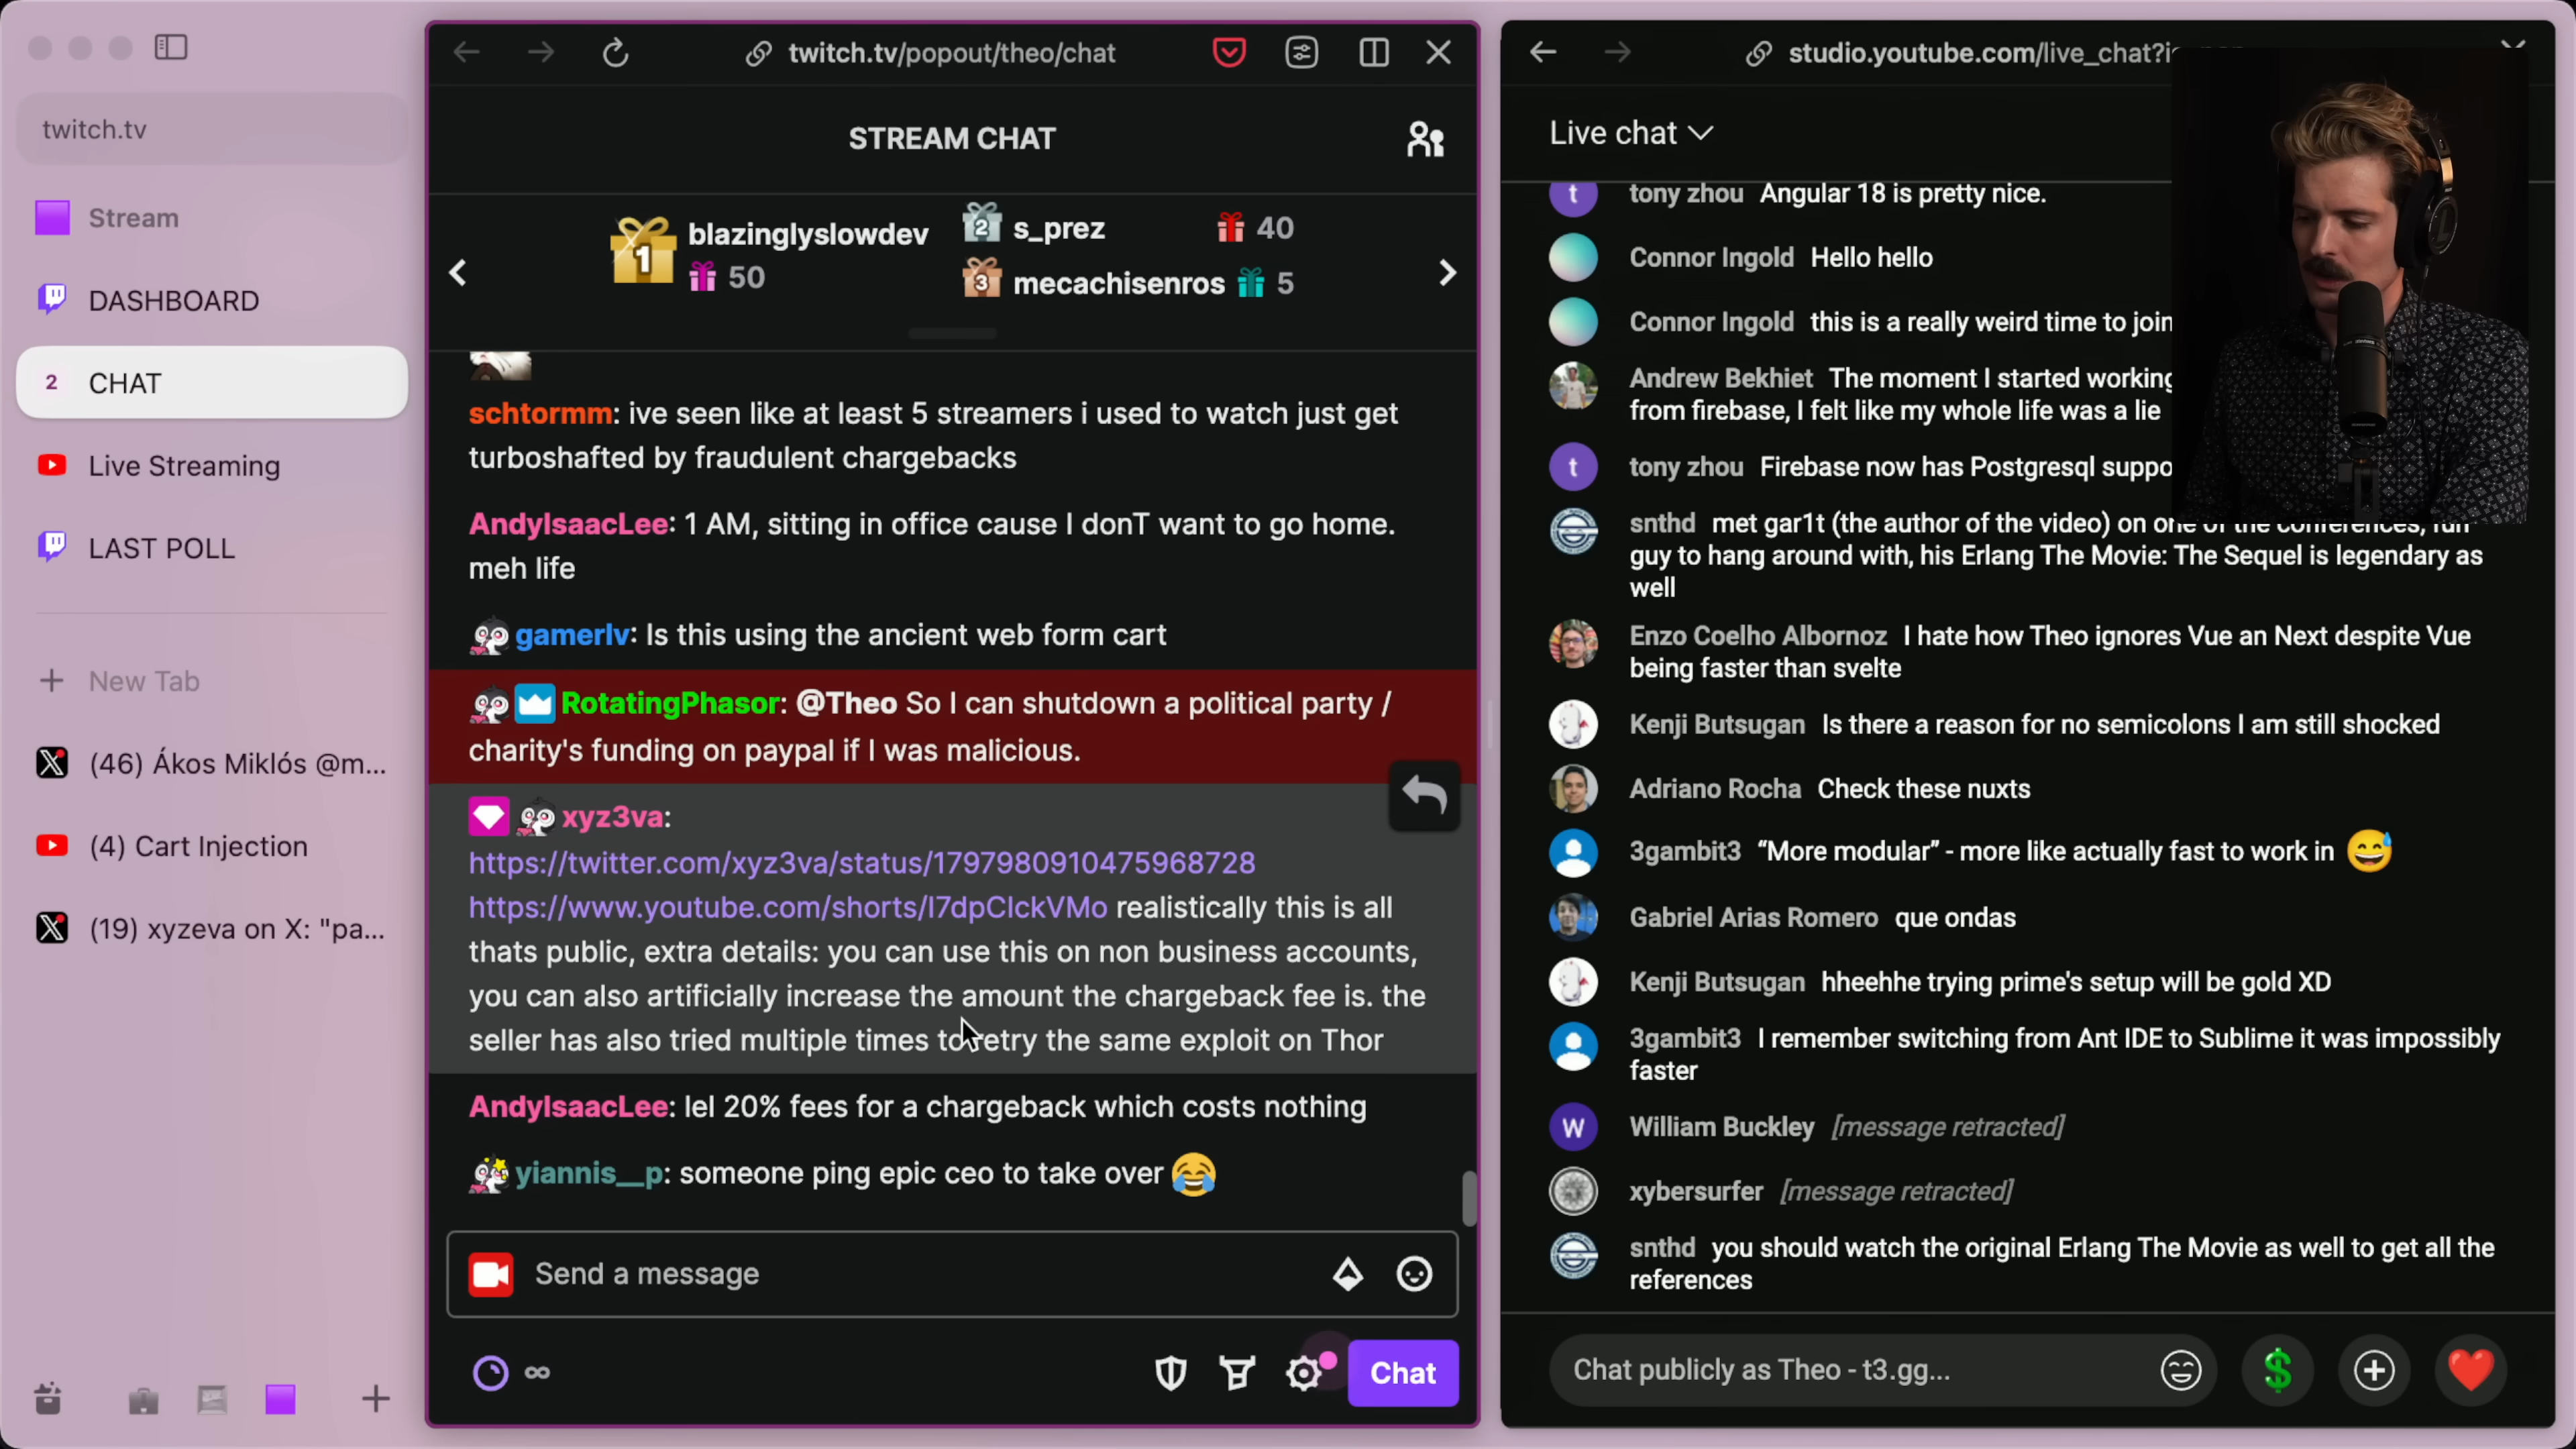 twitch.tv
Stream
DASHBOARD
2 CHAT
Live Streaming
LAST POLL
New Tab
(46) Ákos Miklós @m...
(4) Cart Injection
(19) xyzeva on X: "pa...
twitch.tv/popout/theo/chat
STREAM CHAT
1 blazinglyslowdev
50
2 s_prez 40
3 mecachisenros 5
schtormm: ive seen like at least 5 streamers i used to watch just get
turboshafted by fraudulent chargebacks
AndyIsaacLee: 1 AM, sitting in office cause I donT want to go home.
meh life
gamerlv: Is this using the ancient web form cart
RotatingPhasor: @Theo So I can shutdown a political party /
charity's funding on paypal if I was malicious.
xyz3va:
https://twitter.com/xyz3va/status/1797980910475968728
https://www.youtube.com/shorts/I7dpClckVMo realistically this is all
thats public, extra details: you can use this on non business accounts,
you can also artificially increase the amount the chargeback fee is. the
seller has also tried multiple times to retry the same exploit on Thor
AndyIsaacLee: lel 20% fees for a chargeback which costs nothing
yiannis__p: someone ping epic ceo to take over
Send a message
Chat
studio.youtube.com/live_chat?is
Live chat
t tony zhou Angular 18 is pretty nice.
Connor Ingold Hello hello
Connor Ingold this is a really weird time to join
Andrew Bekhiet The moment I started working
from firebase, I felt like my whole life was a lie
t tony zhou Firebase now has Postgresql suppo
snthd met gar1t (the author of the video) on one of the conferences, fun
guy to hang around with, his Erlang The Movie: The Sequel is legendary as
well
Enzo Coelho Albornoz I hate how Theo ignores Vue an Next despite Vue
being faster than svelte
Kenji Butsugan Is there a reason for no semicolons I am still shocked
Adriano Rocha Check these nuxts
3gambit3 “More modular” - more like actually fast to work in
Gabriel Arias Romero que ondas
Kenji Butsugan hheehhe trying prime's setup will be gold XD
3gambit3 I remember switching from Ant IDE to Sublime it was impossibly
faster
W William Buckley [message retracted]
xybersurfer [message retracted]
snthd you should watch the original Erlang The Movie as well to get all the
references
Chat publicly as Theo - t3.gg...